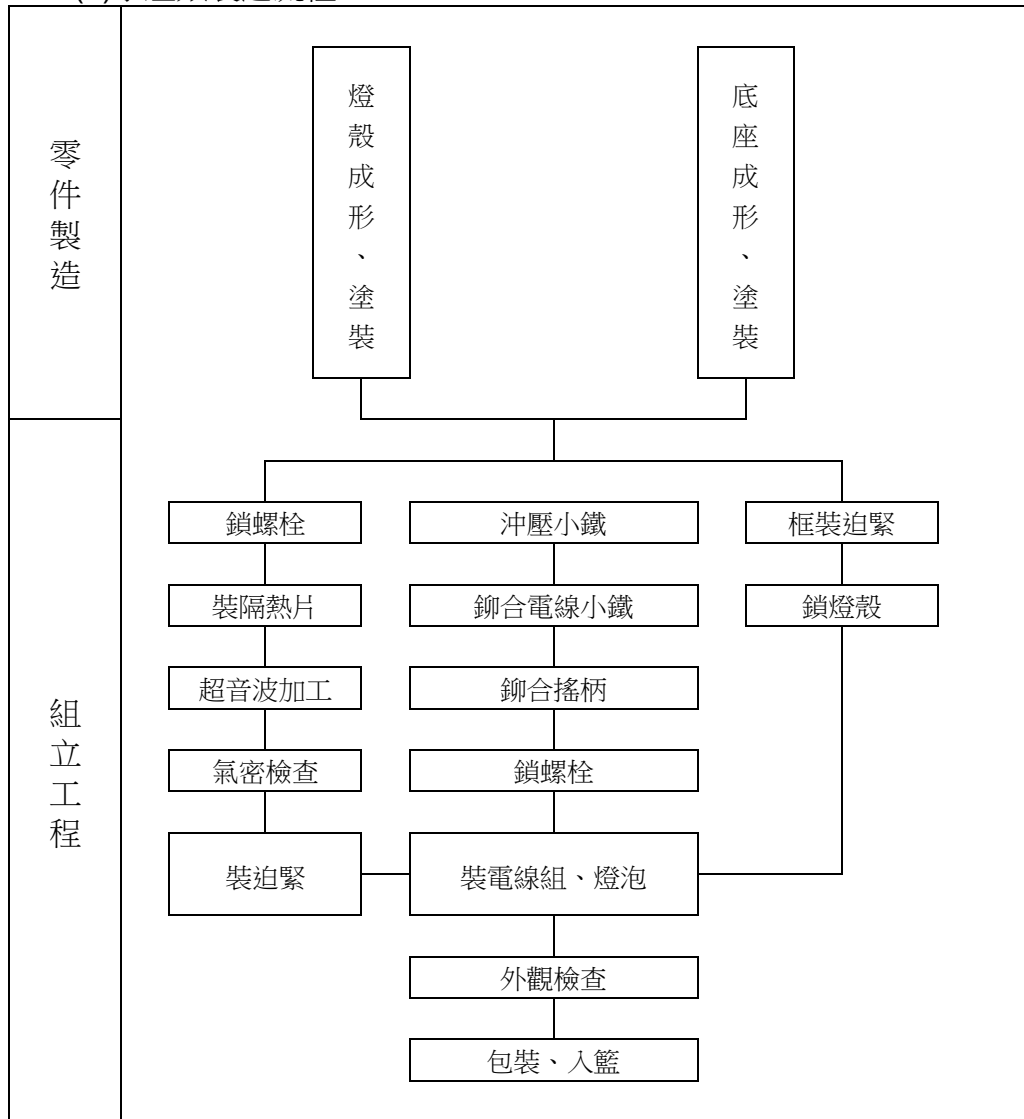 零件製造
燈殼成形、塗裝
底座成形、塗裝
組立工程
鎖螺栓
沖壓小鐵
框裝迫緊
裝隔熱片
鉚合電線小鐵
鎖燈殼
超音波加工
鉚合搖柄
氣密檢查
鎖螺栓
裝迫緊
裝電線組、燈泡
外觀檢查
包裝、入籃